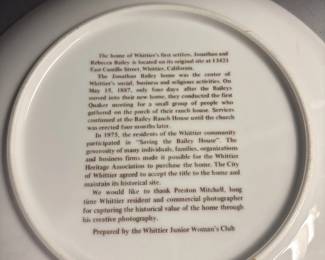 The home of Whittier's first settlers, Jonathan and
Rebecca Bailey is located on its original site at 13421
East Camilla Street, Whittier, California.
The Jonathan Bailey home was the center of
Whittier's social, business and religious activities. On
May 15, 1887, only four days after the Baileys
moved into their new home, they conducted the first
Quaker meeting for a small group of people who
gathered on the porch of their ranch house. Services
continued at the Bailey Ranch House until the church
was erected four months later.
In 1975, the residents of the Whittier community
participated in "Saving the Bailey House". The
generosity of many individuals, families, organizations
and business firms made it possible for the Whittier
Heritage Association to purchase the home. The City
of Whittier agreed to accept the title to the home and
maintain its historical site.
We would like to thank Preston Mitchell, long
time Whittier resident and commercial photographer
for capturing the historical value of the home through
his creative photography.
Prepared by the Whittier Junior Woman's Club